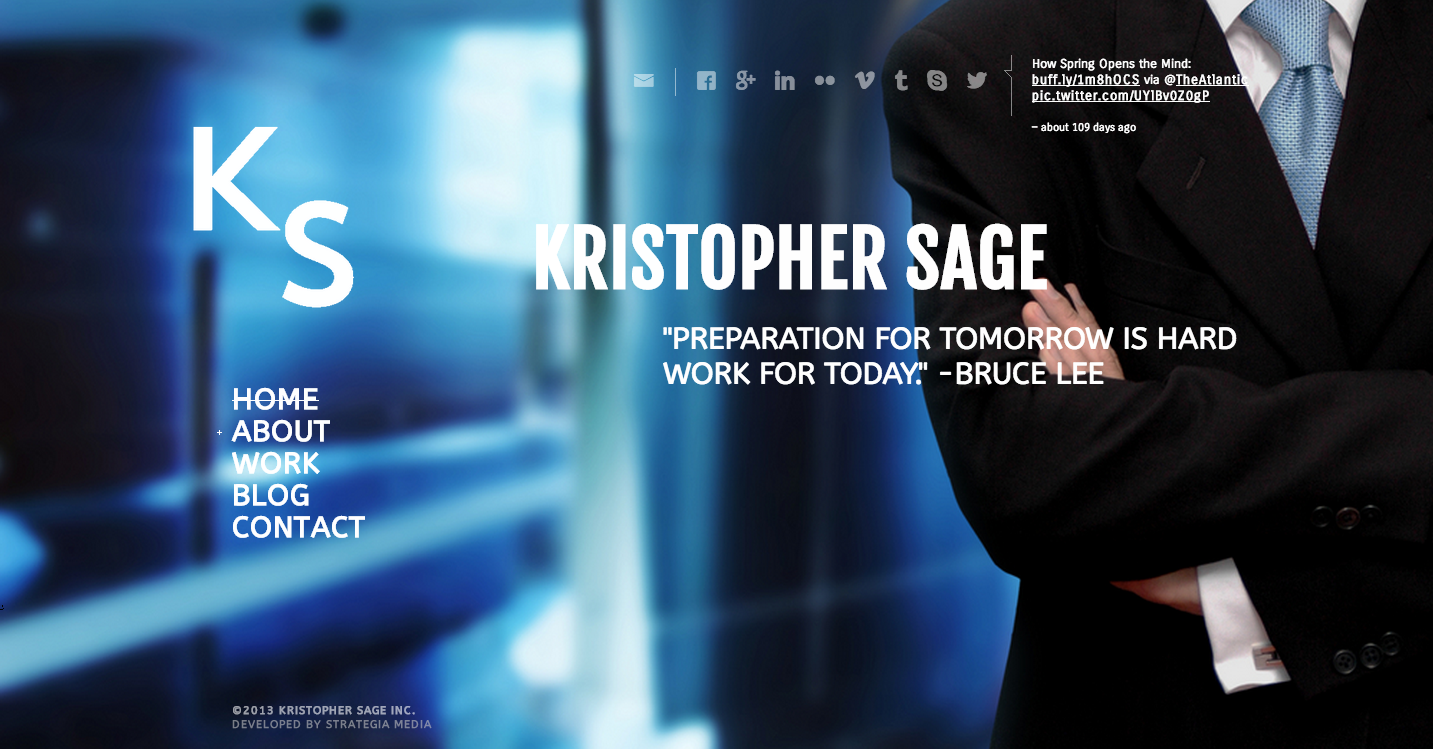 How Spring Opens the Mind:
buff.ly/1m8hOCS via @TheAtlantic
pic.twitter.com/UYlBv0Z0gP
– about 109 days ago
KS
KRISTOPHER SAGE
"PREPARATION FOR TOMORROW IS HARD
WORK FOR TODAY." -BRUCE LEE
HOME
+ ABOUT
WORK
BLOG
CONTACT
©2013 KRISTOPHER SAGE INC.
DEVELOPED BY STRATEGIA MEDIA